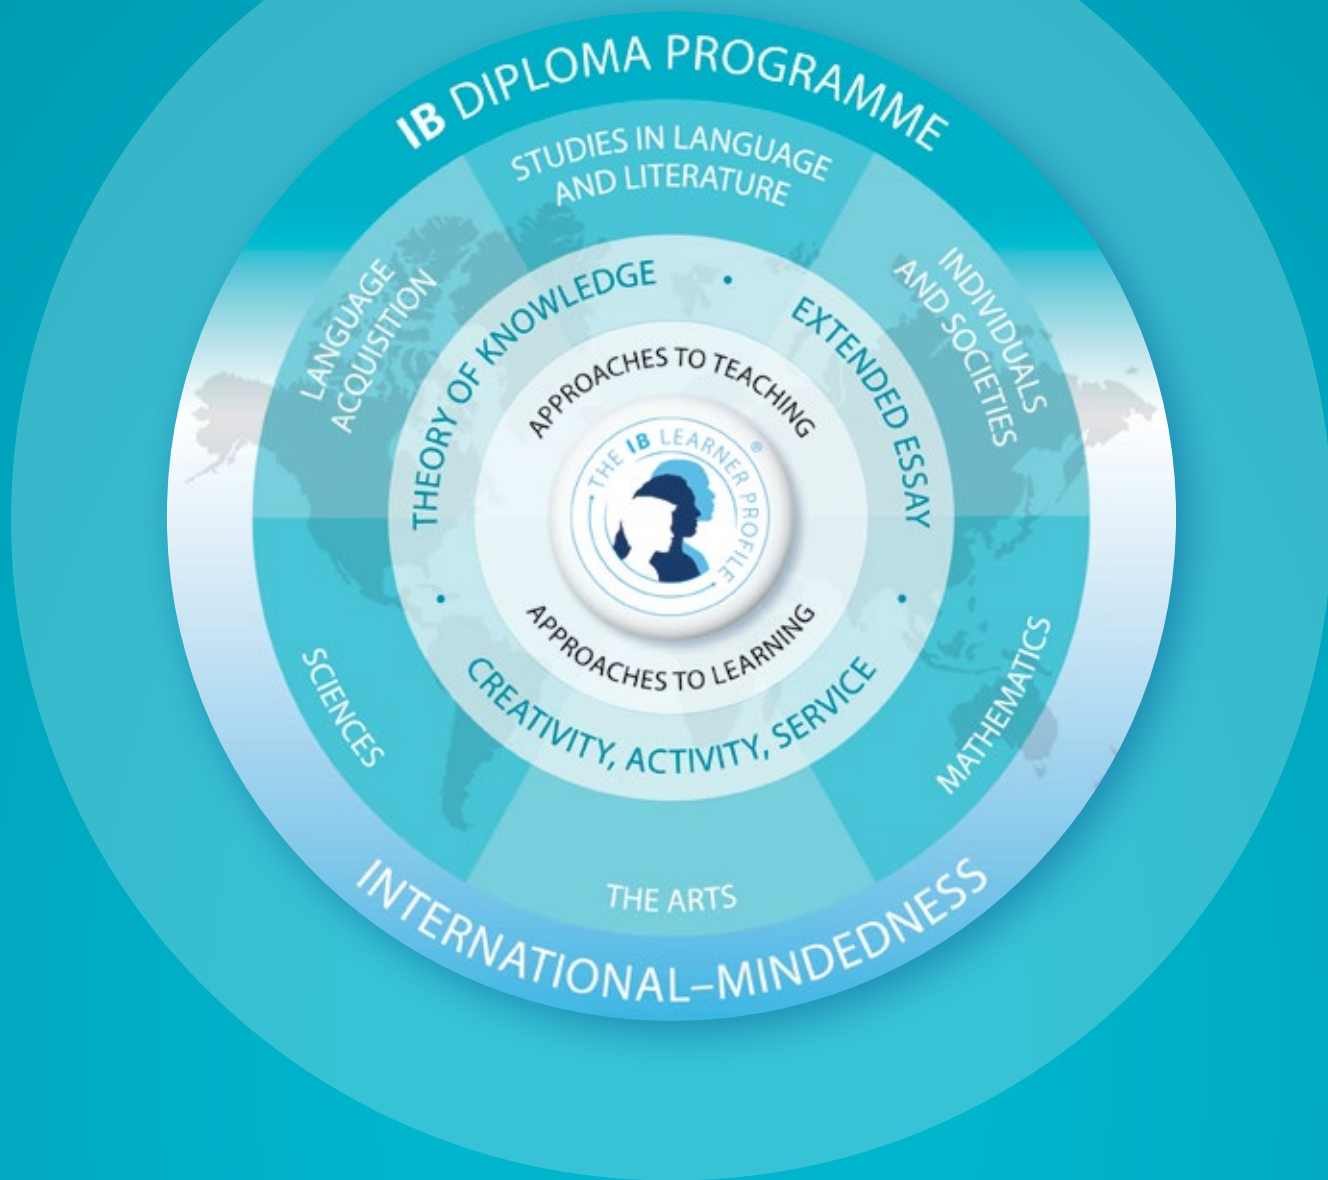 IB DIPLOMA PROGRAMME
STUDIES IN LANGUAGE
AND LITERATURE
LANGUAGE
ACQUISITION
INDIVIDUALS
AND SOCIETIES
THEORY OF KNOWLEDGE •
EXTENDED ESSAY •
APPROACHES TO TEACHING
• THE IB LEARNER PROFILE • ®
APPROACHES TO LEARNING
CREATIVITY, ACTIVITY, SERVICE •
SCIENCES
MATHEMATICS
THE ARTS
INTERNATIONAL–MINDEDNESS